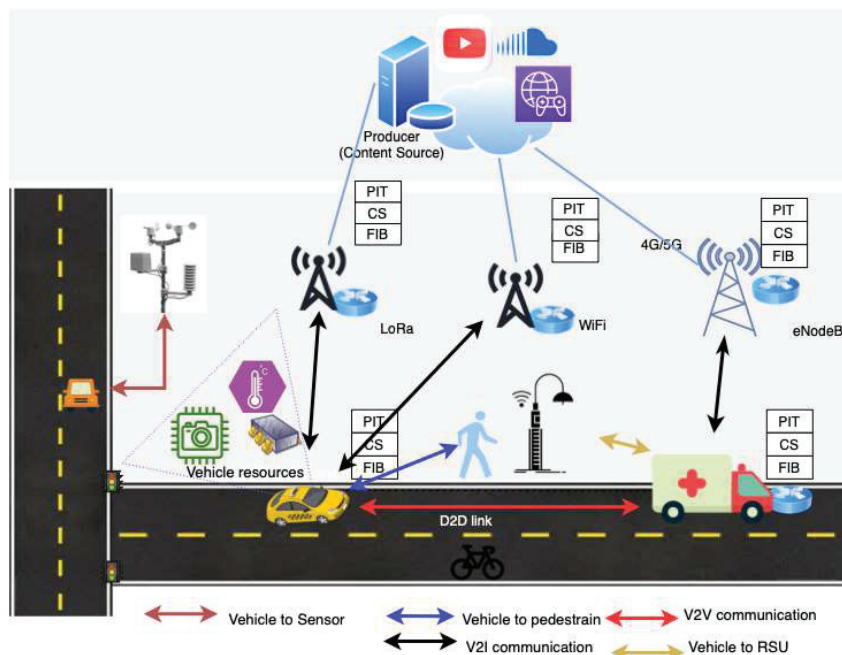 Producer
(Content Source)
PIT
CS
FIB
PIT
CS
FIB
PIT
CS
FIB
4G/5G
LoRa
WiFi
eNodeB
°C
Vehicle resources
PIT
CS
FIB
PIT
CS
FIB
D2D link
Vehicle to Sensor
Vehicle to pedestrain
V2V communication
V2I communication
Vehicle to RSU